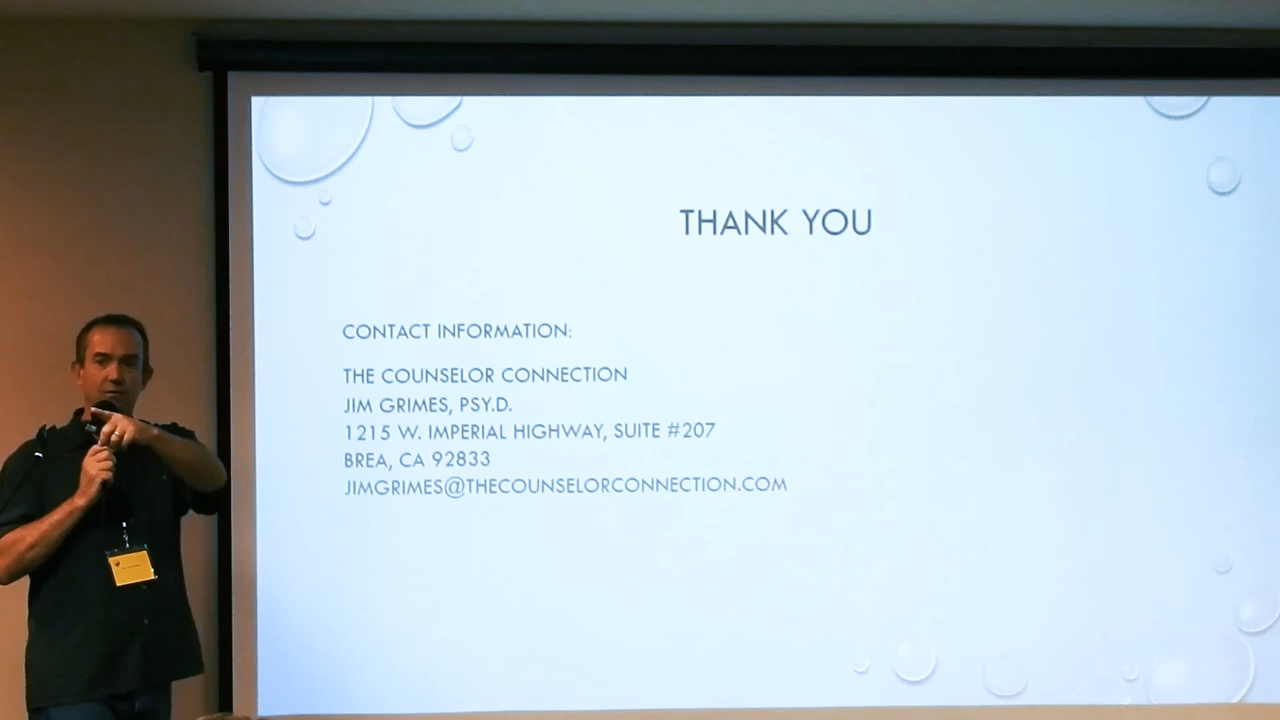 THANK YOU
CONTACT INFORMATION:
THE COUNSELOR CONNECTION
JIM GRIMES, PSY.D.
1215 W. IMPERIAL HIGHWAY, SUITE #207
BREA, CA 92833
JIMGRIMES@THECOUNSELORCONNECTION.COM